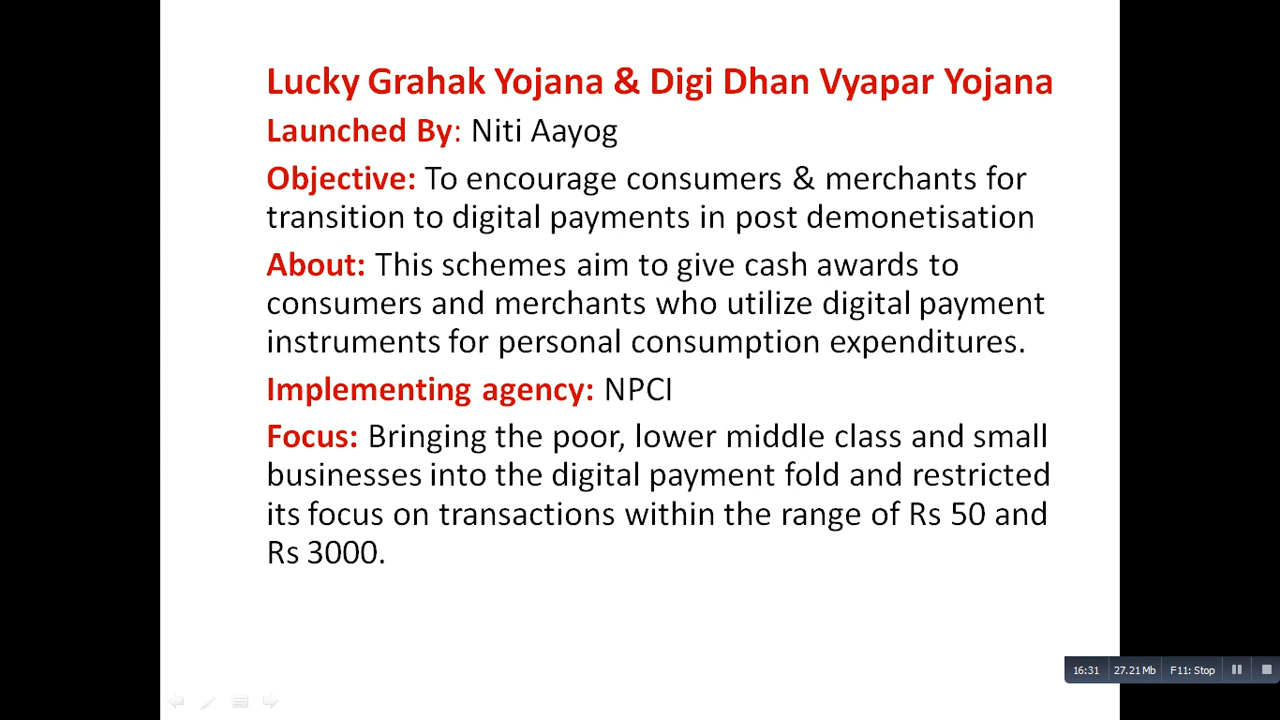 Lucky Grahak Yojana & Digi Dhan Vyapar Yojana
Launched By: Niti Aayog
Objective: To encourage consumers & merchants for
transition to digital payments in post demonetisation
About: This schemes aim to give cash awards to
consumers and merchants who utilize digital payment
instruments for personal consumption expenditures.
Implementing agency: NPCI
Focus: Bringing the poor, lower middle class and small
businesses into the digital payment fold and restricted
its focus on transactions within the range of Rs 50 and
Rs 3000.
16:31 27.21 Mb F11: Stop